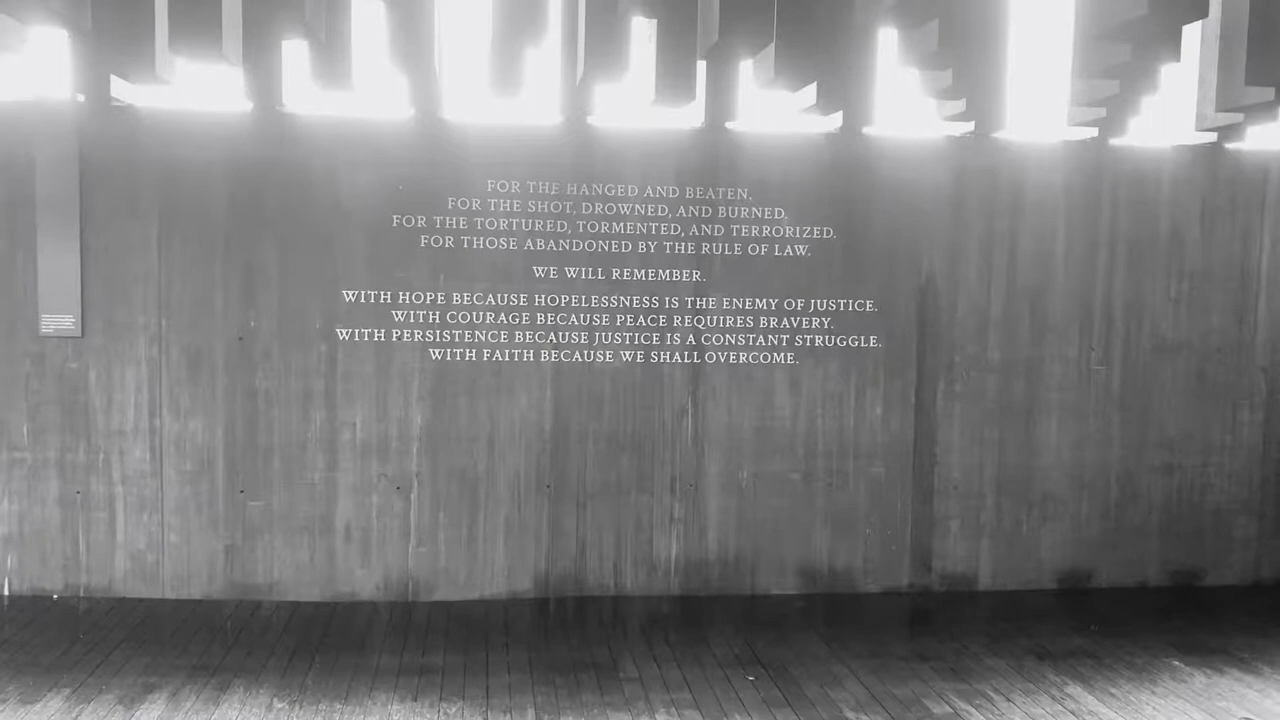 FOR THE HANGED AND BEATEN.
FOR THE SHOT, DROWNED, AND BURNED.
FOR THE TORTURED, TORMENTED, AND TERRORIZED.
FOR THOSE ABANDONED BY THE RULE OF LAW.
WE WILL REMEMBER.
WITH HOPE BECAUSE HOPELESSNESS IS THE ENEMY OF JUSTICE.
WITH COURAGE BECAUSE PEACE REQUIRES BRAVERY.
WITH PERSISTENCE BECAUSE JUSTICE IS A CONSTANT STRUGGLE.
WITH FAITH BECAUSE WE SHALL OVERCOME.